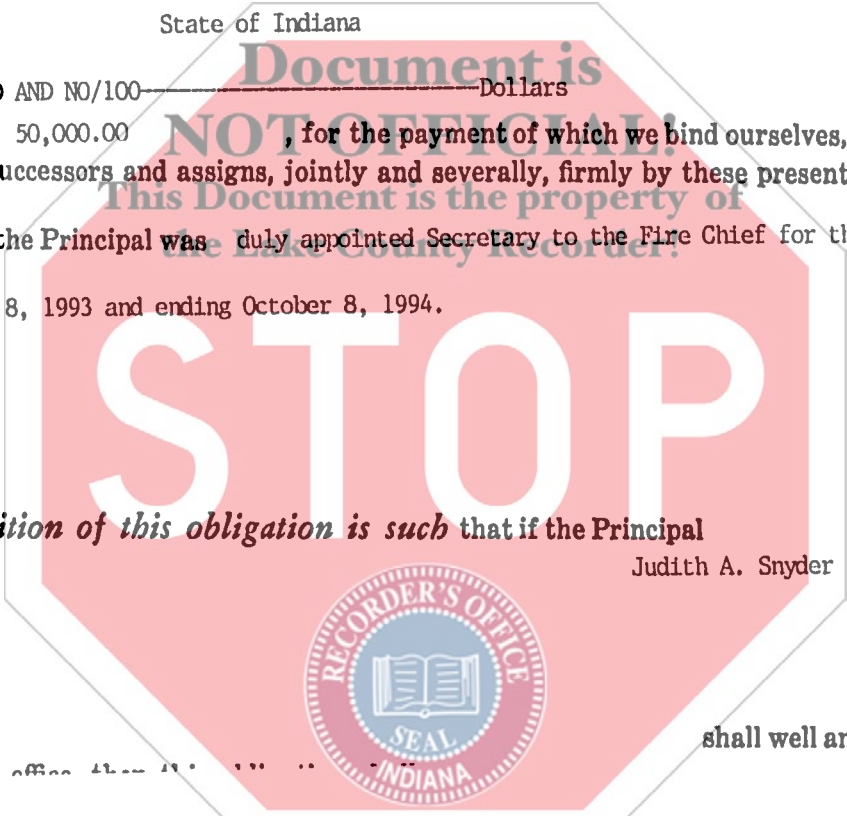 State of Indiana
Document is
AND NO/100 Dollars
NOT OFFICIAL!
50,000.00 , for the payment of which we bind ourselves,
uccessors and assigns, jointly and severally, firmly by these present
This Document is the property of
the Principal was duly appointed Secretary to the Fire Chief for th
the Lake County Recorder!
8, 1993 and ending October 8, 1994.
STOP
ition of this obligation is such that if the Principal
Judith A. Snyder
RECORDER'S OFFICE
SEAL
INDIANA
shall well an
office